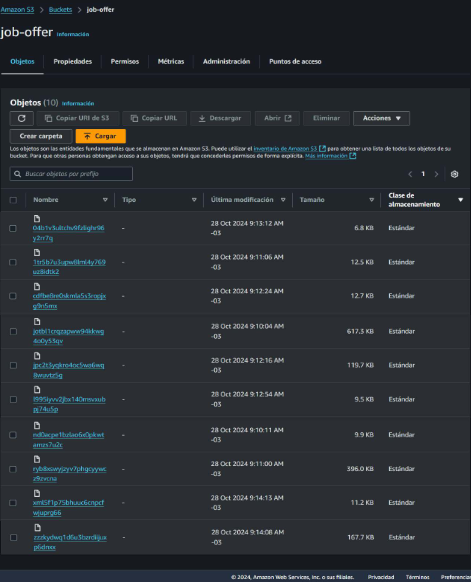 Amazon S3 > Buckets > job-offer
job-offer Información
Objetos Propiedades Permisos Métricas Administración Puntos de acceso
Objetos (10) Información
Copiar URI de S3 Copiar URL Descargar Abrir Eliminar Acciones
Crear carpeta Cargar
Los objetos son las entidades fundamentales que se almacenan en Amazon S3. Puede utilizar el inventario de Amazon S3 para obtener una lista de todos los objetos de su
bucket. Para que otras personas obtengan acceso a sus objetos, tendrá que concederles permisos de forma explícita. Más información
Buscar objetos por prefijo
1
Nombre Tipo Última modificación Tamaño Clase de
almacenamiento
28 Oct 2024 9:13:12 AM
-03
6.8 KB Estándar
28 Oct 2024 9:11:06 AM
-03
12.5 KB Estándar
28 Oct 2024 9:12:24 AM
-03
12.7 KB Estándar
28 Oct 2024 9:10:04 AM
-03
617.3 KB Estándar
28 Oct 2024 9:12:16 AM
-03
119.7 KB Estándar
28 Oct 2024 9:12:54 AM
-03
9.5 KB Estándar
28 Oct 2024 9:10:11 AM
-03
9.9 KB Estándar
28 Oct 2024 9:11:00 AM
-03
396.0 KB Estándar
28 Oct 2024 9:14:13 AM
-03
11.2 KB Estándar
28 Oct 2024 9:14:08 AM
-03
167.7 KB Estándar
© 2024, Amazon Web Services, Inc. o sus filiales. Privacidad Términos Preferencias